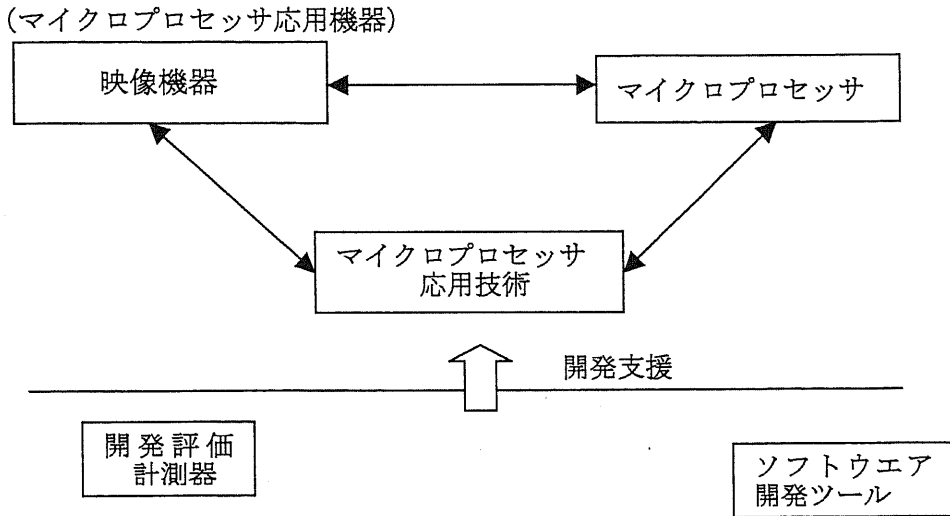 (マイクロプロセッサ応用機器)
映像機器
マイクロプロセッサ
マイクロプロセッサ
応用技術
開発支援
開発評価
計測器
ソフトウエア
開発ツール